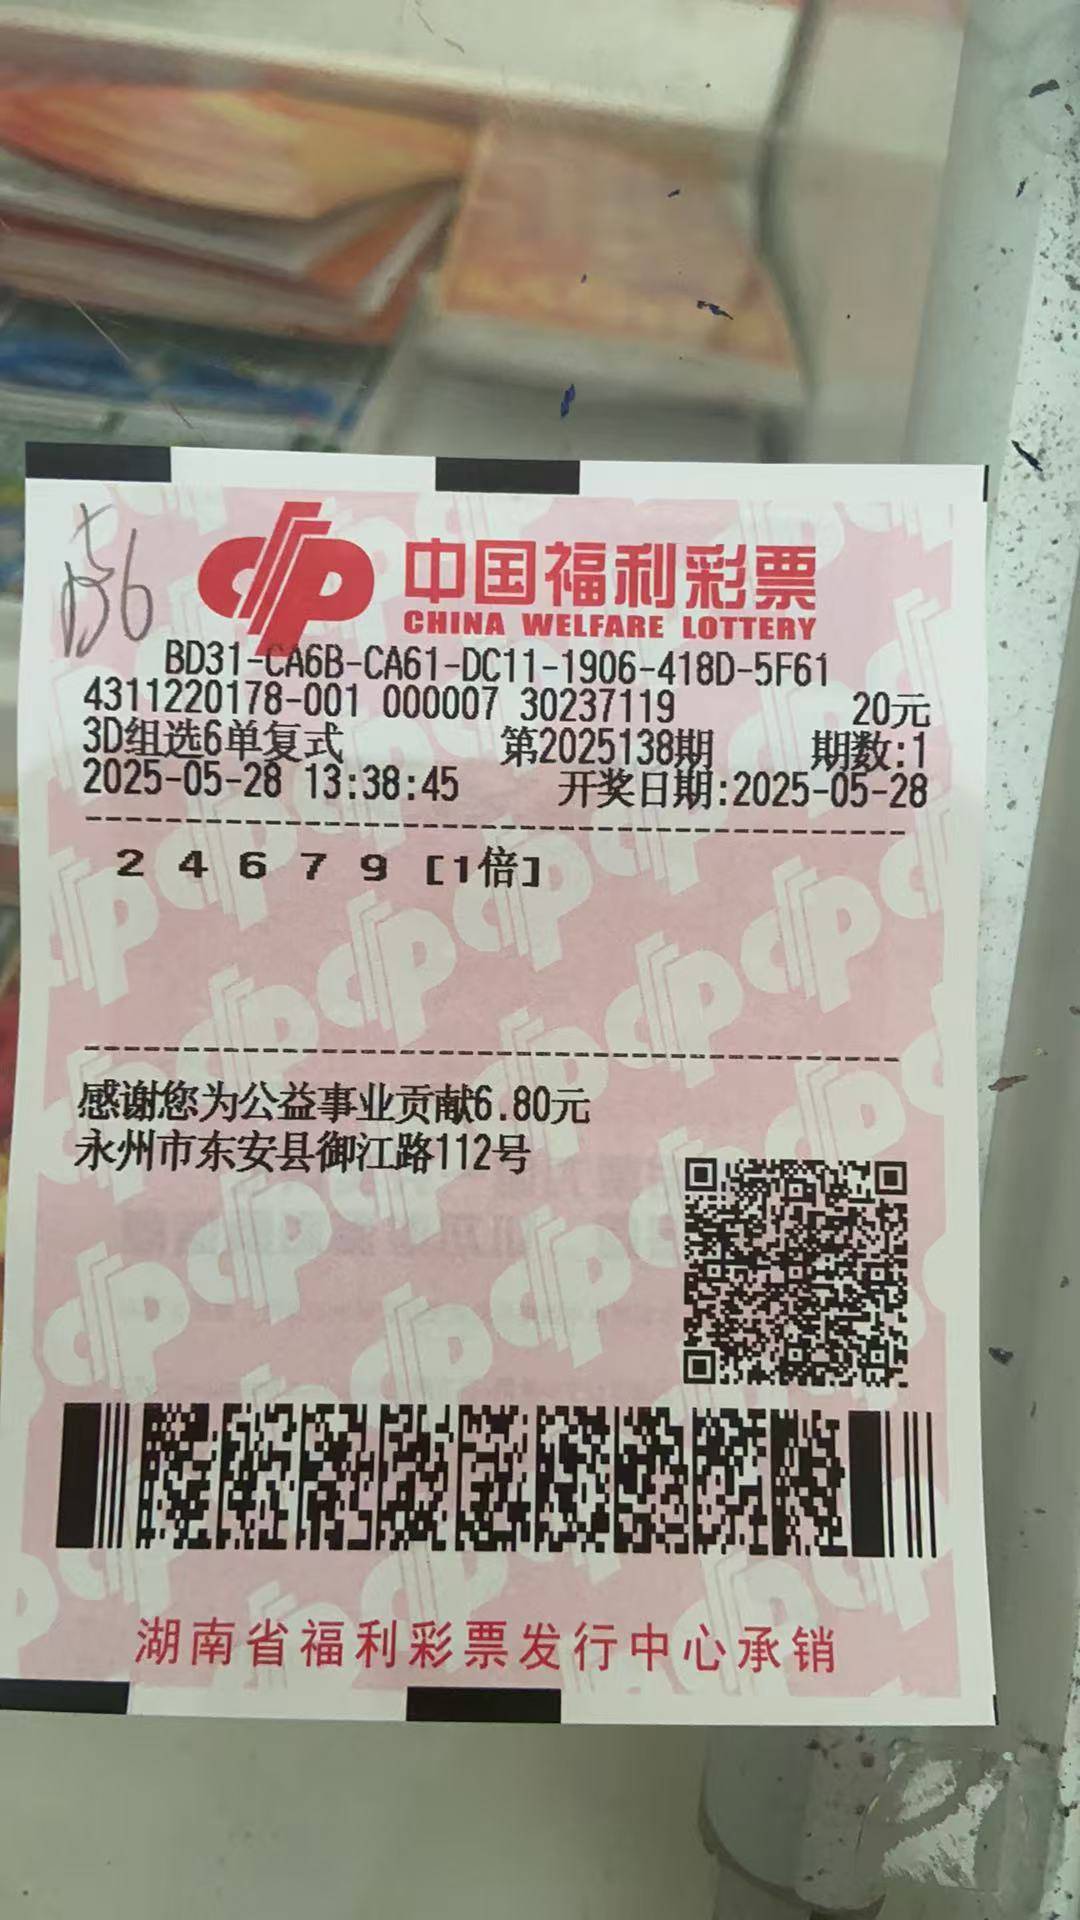 中国福利彩票
CHINA WELFARE LOTTERY
BD31-CA6B-CA61-DC11-1906-418D-5F61
4311220178-001 000007 30237119 20元
3D组选6单复式 第2025138期 期数:1
2025-05-28 13:38:45 开奖日期:2025-05-28
2 4 6 7 9 [1倍]
感谢您为公益事业贡献6.80元
永州市东安县御江路112号
湖南省福利彩票发行中心承销